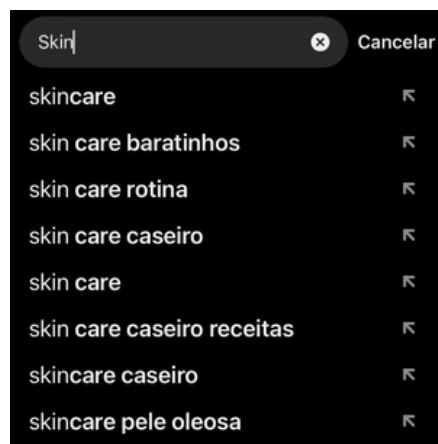 Skin Cancelar
skincare
skin care baratinhos
skin care rotina
skin care caseiro
skin care
skin care caseiro receitas
skincare caseiro
skincare pele oleosa